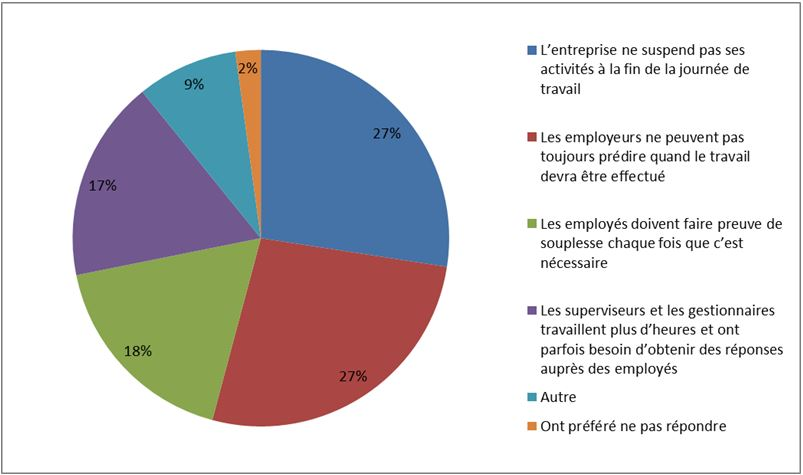 27%
27%
18%
17%
9%
2%
L’entreprise ne suspend pas ses
activités à la fin de la journée de
travail
Les employeurs ne peuvent pas
toujours prédire quand le travail
devra être effectué
Les employés doivent faire preuve de
souplesse chaque fois que c’est
nécessaire
Les superviseurs et les gestionnaires
travaillent plus d’heures et ont
parfois besoin d’obtenir des réponses
auprès des employés
Autre
Ont préféré ne pas répondre